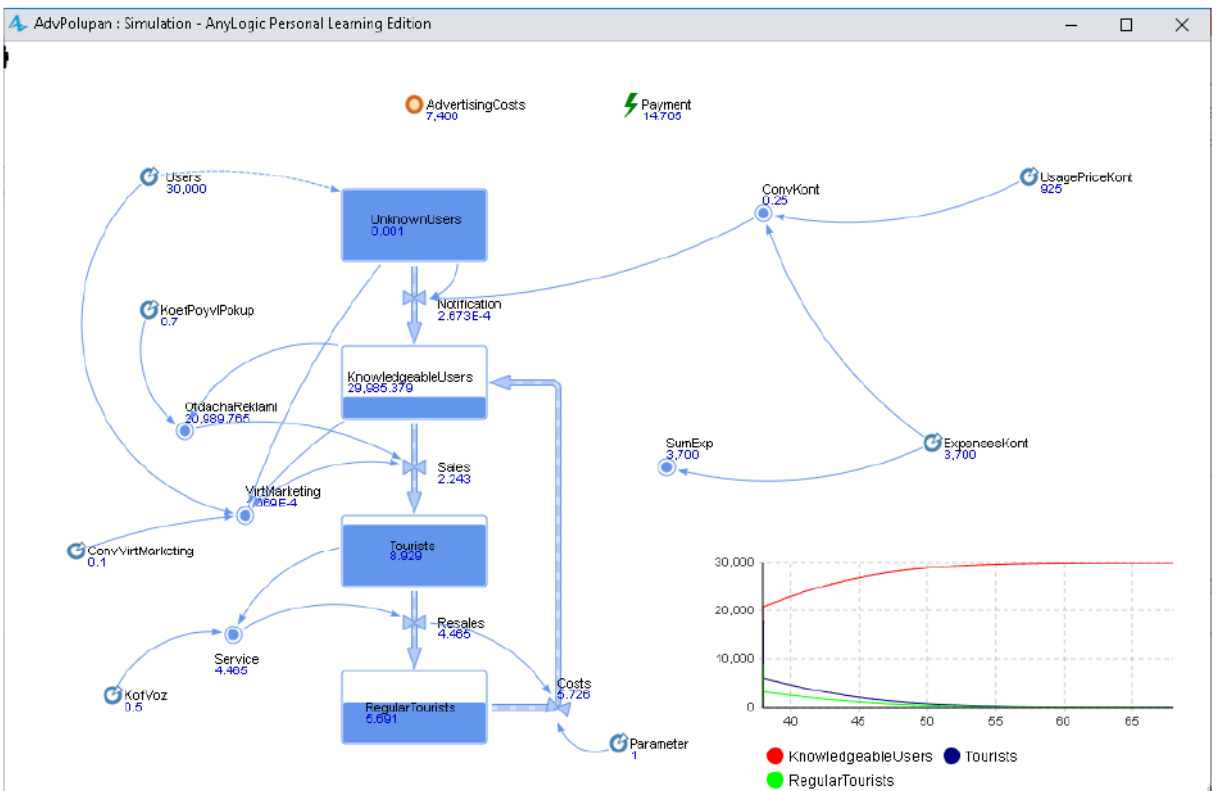 AdvPolupan : Simulation - AnyLogic Personal Learning Edition
AdvertisingCosts
7,400
Payment
14.705
Users
30,000
UsagePriceKont
925
ConvKont
0.25
UnknownUsers
0.001
KoefPoyvlPokup
0.7
Notification
2.673E-4
KnowledgeableUsers
29,985.379
OtdachaReklani
20,989.765
Sales
2.243
SumExp
3,700
ExpensesKont
3,700
VirtMarketing
069E-4
ConvVirtMarketing
0.1
Tourists
8.929
Resales
4.465
Service
4.465
KofVoz
0.5
RegularTourists
5.691
Costs
5.726
Parameter
1
30,000
20,000
10,000
0
40 45 50 55 60 65
KnowledgeableUsers Tourists
RegularTourists